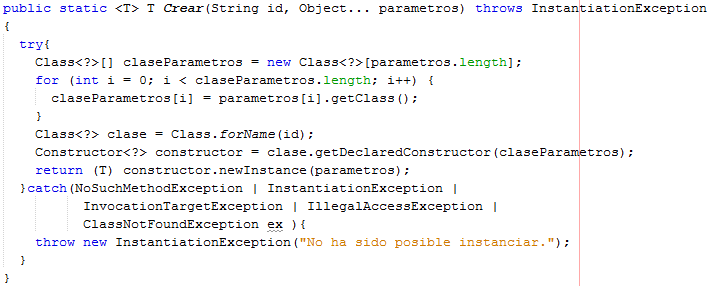 public static <T> T Crear(String id, Object... parametros) throws InstantiationException
{
try{
Class<?>[] claseParametros = new Class<?>[parametros.length];
for (int i = 0; i < claseParametros.length; i++) {
claseParametros[i] = parametros[i].getClass();
}
Class<?> clase = Class.forName(id);
Constructor<?> constructor = clase.getDeclaredConstructor(claseParametros);
return (T) constructor.newInstance(parametros);
}catch(NoSuchMethodException | InstantiationException |
InvocationTargetException | IllegalAccessException |
ClassNotFoundException ex ){
throw new InstantiationException("No ha sido posible instanciar.");
}
}